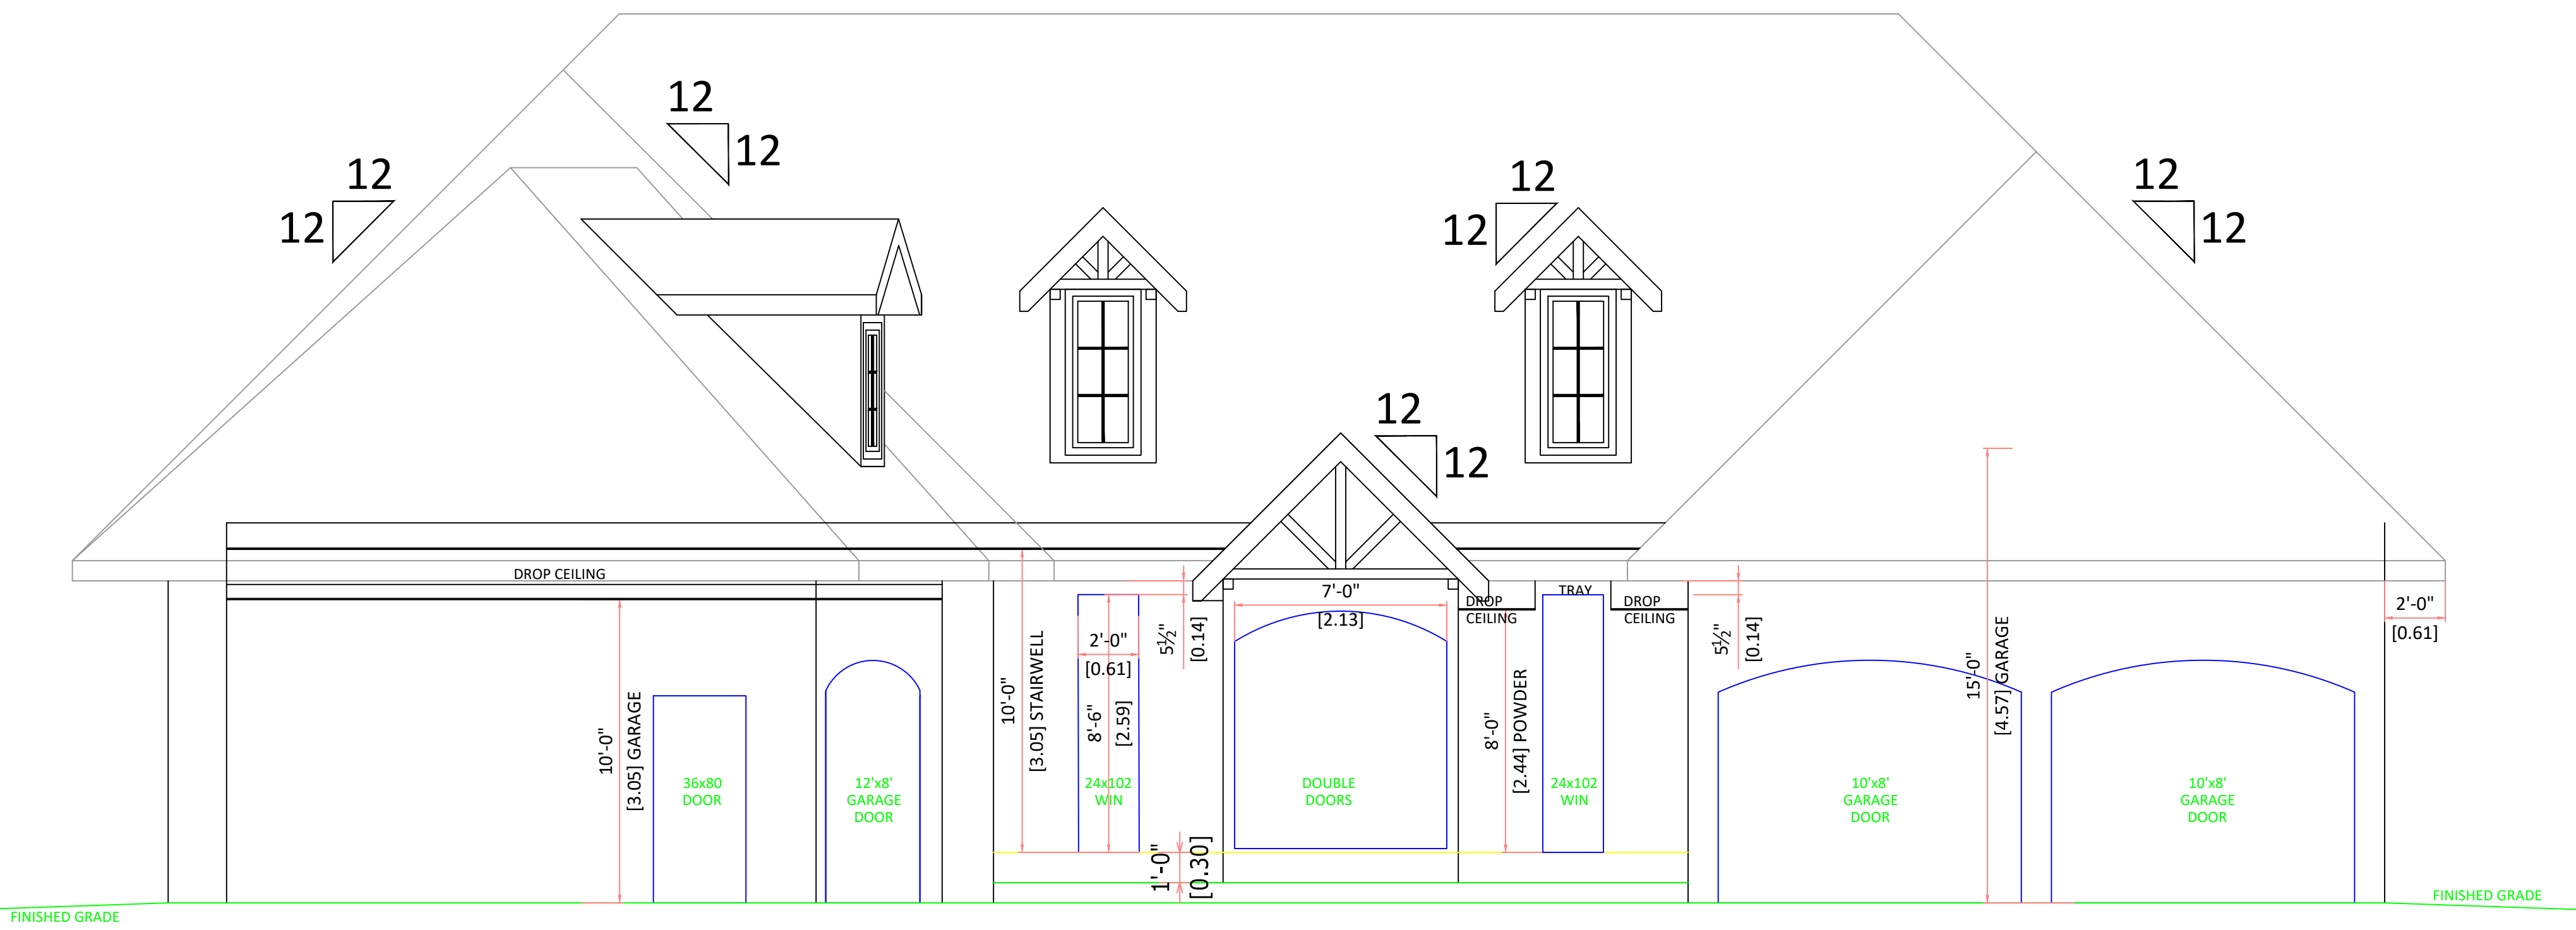 12
12
12
12
12
12
12
12
12
12
DROP CEILING
10'-0"
[3.05] GARAGE
36x80
DOOR
12'x8'
GARAGE
DOOR
10'-0"
[3.05] STAIRWELL
2'-0"
[0.61]
8'-6"
[2.59]
24x102
WIN
5½"
[0.14]
1'-0"
[0.30]
7'-0"
[2.13]
DOUBLE
DOORS
DROP
CEILING
8'-0"
[2.44] POWDER
TRAY
24x102
WIN
DROP
CEILING
5½"
[0.14]
10'x8'
GARAGE
DOOR
15'-0"
[4.57] GARAGE
10'x8'
GARAGE
DOOR
2'-0"
[0.61]
FINISHED GRADE
FINISHED GRADE